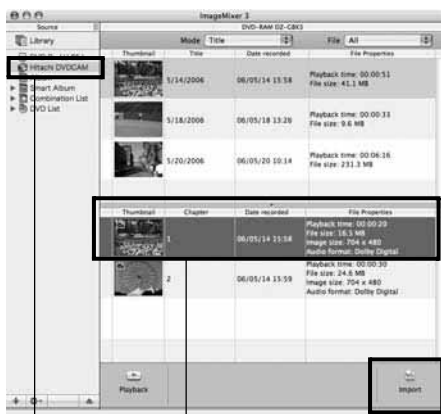 ImageMixer 3
Source
DVD-RAM DZ-CBX3
Library
Mode Title
File All
Hitachi DVDCAM
Smart Album
Combination List
DVD List
Thumbnail Title Date recorded File Properties
5/14/2006 06/05/14 15:58 Playback time: 00:00:51
File size: 41.1 MB
5/18/2006 06/05/18 13:26 Playback time: 00:00:33
File size: 9.6 MB
5/20/2006 06/05/20 10:14 Playback time: 00:06:16
File size: 231.3 MB
Thumbnail Chapter Date recorded File Properties
1 06/05/14 15:58 Playback time: 00:00:20
File size: 16.5 MB
Image size: 704 x 480
Audio format: Dolby Digital
2 06/05/14 15:59 Playback time: 00:00:30
File size: 24.6 MB
Image size: 704 x 480
Audio format: Dolby Digital
Playback
Import